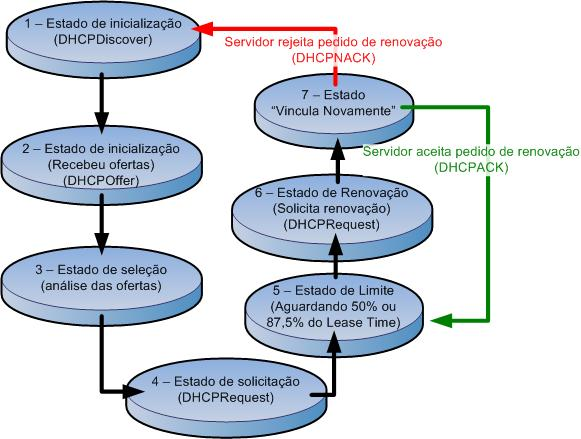 1 – Estado de inicialização
(DHCPDiscover)
2 – Estado de inicialização
(Recebeu ofertas)
(DHCPOffer)
3 – Estado de seleção
(análise das ofertas)
4 – Estado de solicitação
(DHCPRequest)
5 – Estado de Limite
(Aguardando 50% ou
87,5% do Lease Time)
6 – Estado de Renovação
(Solicita renovação)
(DHCPRequest)
7 – Estado
“Vincula Novamente”
Servidor rejeita pedido de renovação
(DHCPNACK)
Servidor aceita pedido de renovação
(DHCPACK)